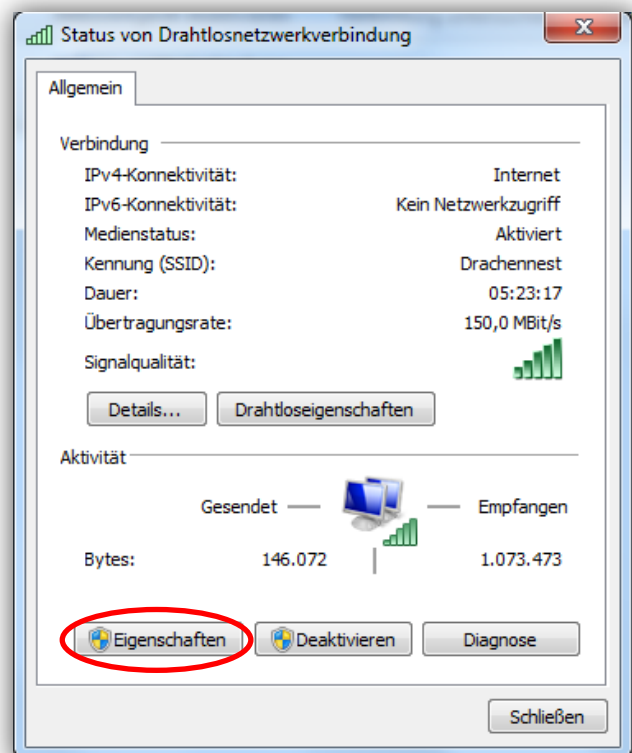 Status von Drahtlosnetzwerkverbindung
Allgemein
Verbindung
IPv4-Konnektivität: Internet
IPv6-Konnektivität: Kein Netzwerkzugriff
Medienstatus: Aktiviert
Kennung (SSID): Drachennest
Dauer: 05:23:17
Übertragungsrate: 150,0 MBit/s
Signalqualität:
Details... Drahtloseigenschaften
Aktivität
Gesendet Empfangen
Bytes: 146.072 1.073.473
Eigenschaften Deaktivieren Diagnose
Schließen